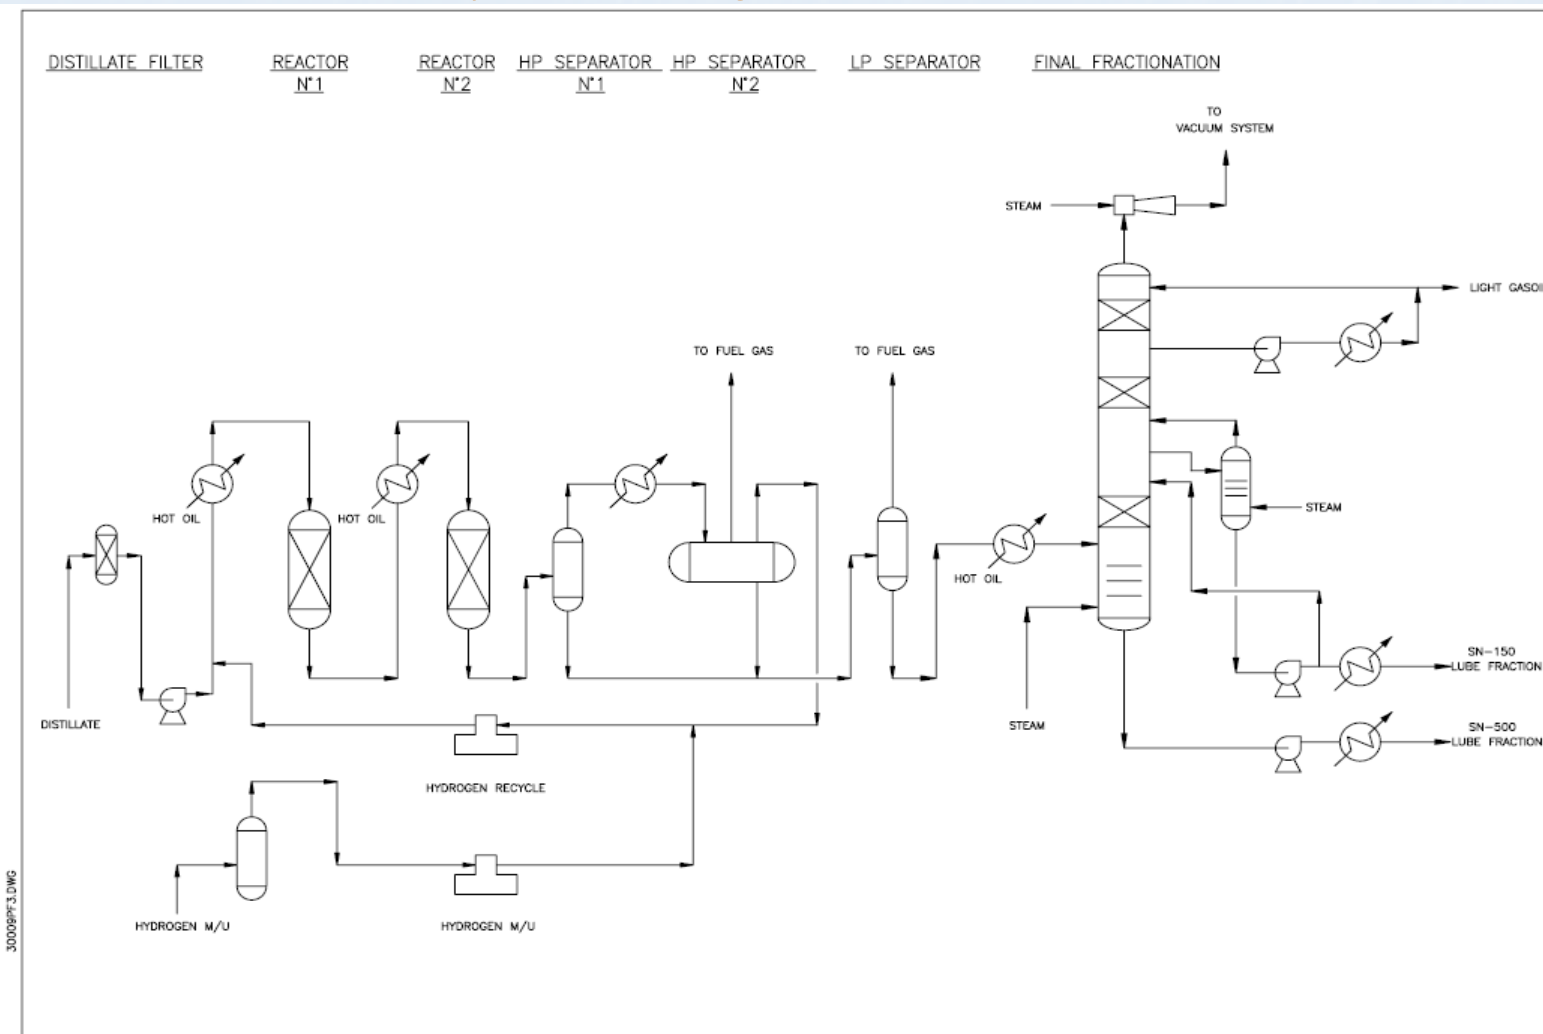 DISTILLATE FILTER
REACTOR
N°1
REACTOR
N°2
HP SEPARATOR
N°1
HP SEPARATOR
N°2
LP SEPARATOR
FINAL FRACTIONATION
TO
VACUUM SYSTEM
STEAM
LIGHT GASOI
TO FUEL GAS
TO FUEL GAS
HOT OIL
HOT OIL
STEAM
HOT OIL
DISTILLATE
STEAM
SN-150
LUBE FRACTION
SN-500
LUBE FRACTION
HYDROGEN RECYCLE
HYDROGEN M/U
HYDROGEN M/U
30009PF3.DWG